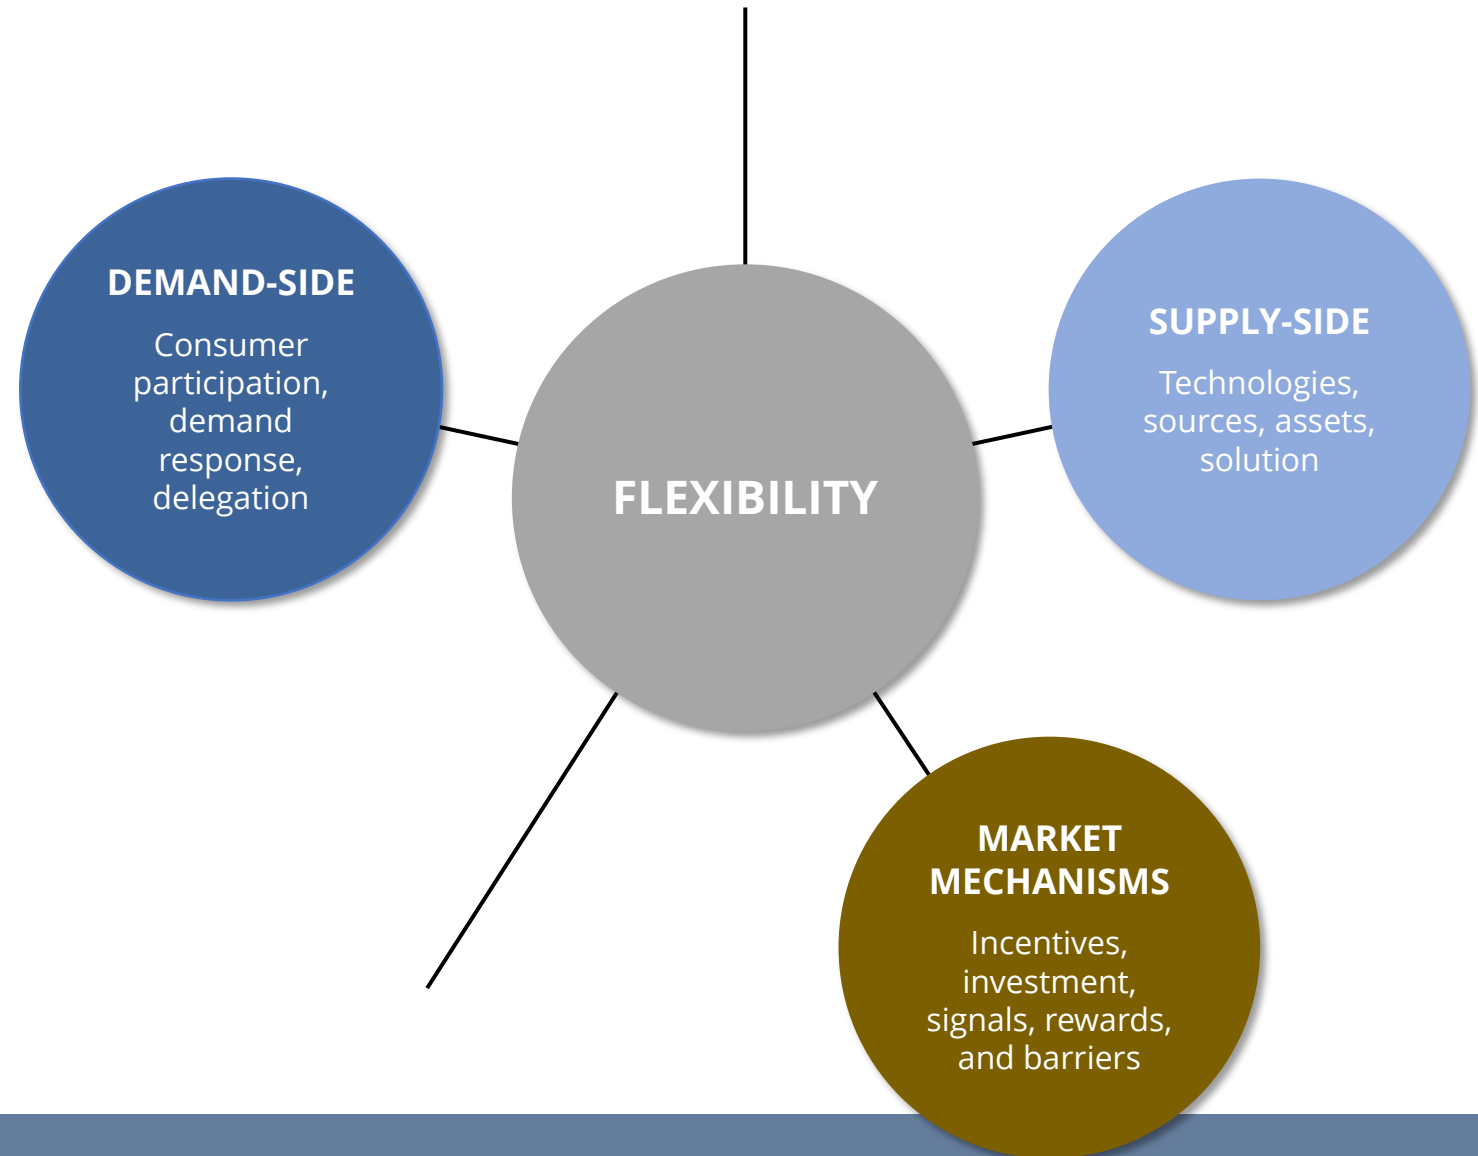 DEMAND-SIDE
Consumer
participation,
demand
response,
delegation
FLEXIBILITY
SUPPLY-SIDE
Technologies,
sources, assets,
solution
MARKET
MECHANISMS
Incentives,
investment,
signals, rewards,
and barriers